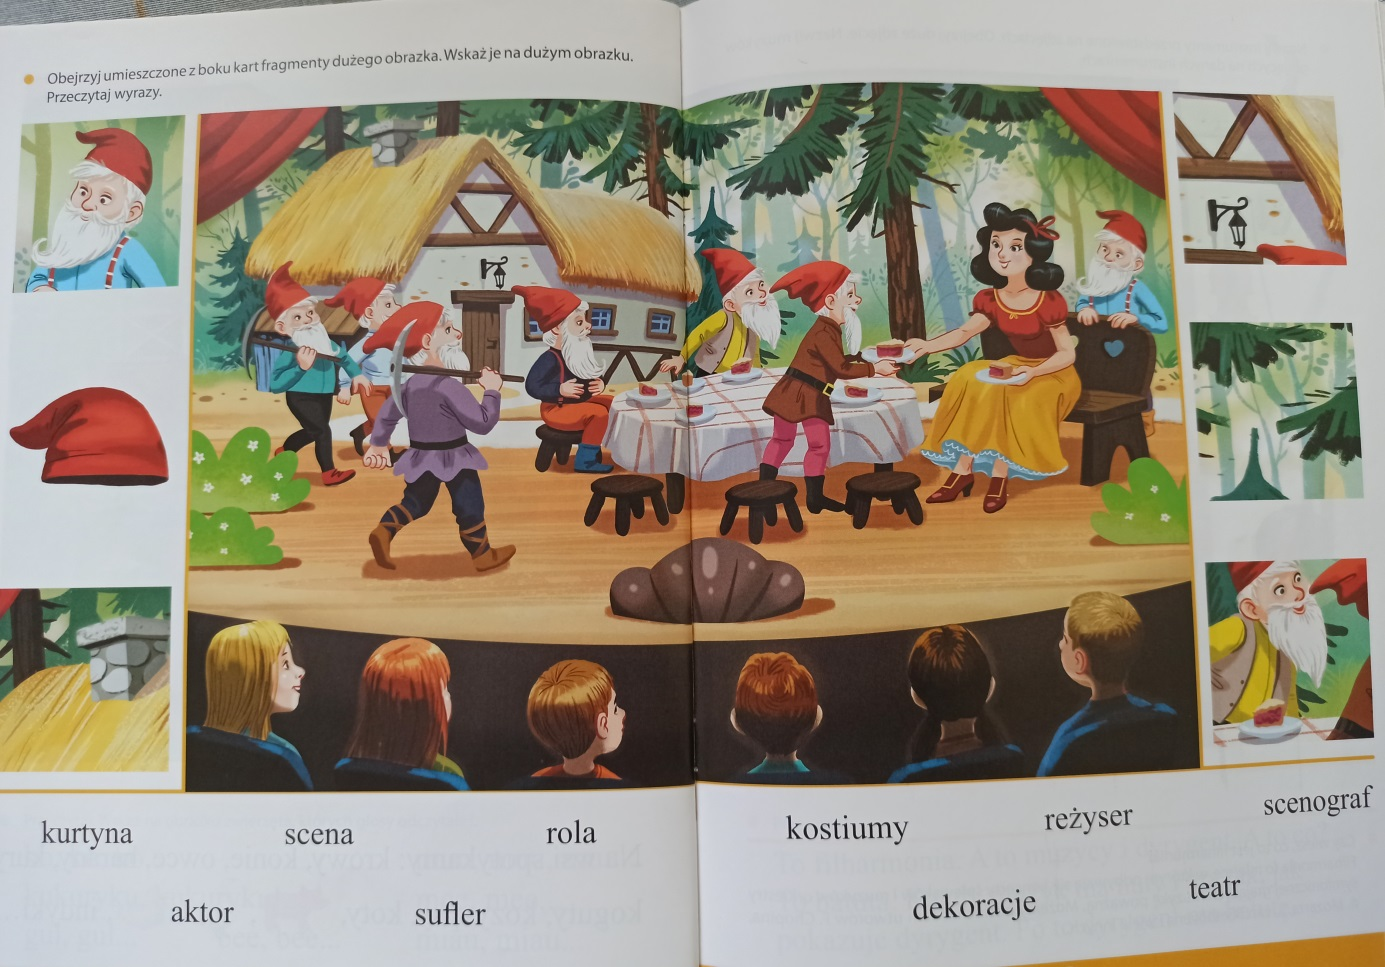 Obejrzyj umieszczone z boku kart fragmenty dużego obrazka. Wskaż je na dużym obrazku.
Przeczytaj wyrazy.
kurtyna scena rola kostiumy reżyser scenograf
aktor sufler dekoracje teatr